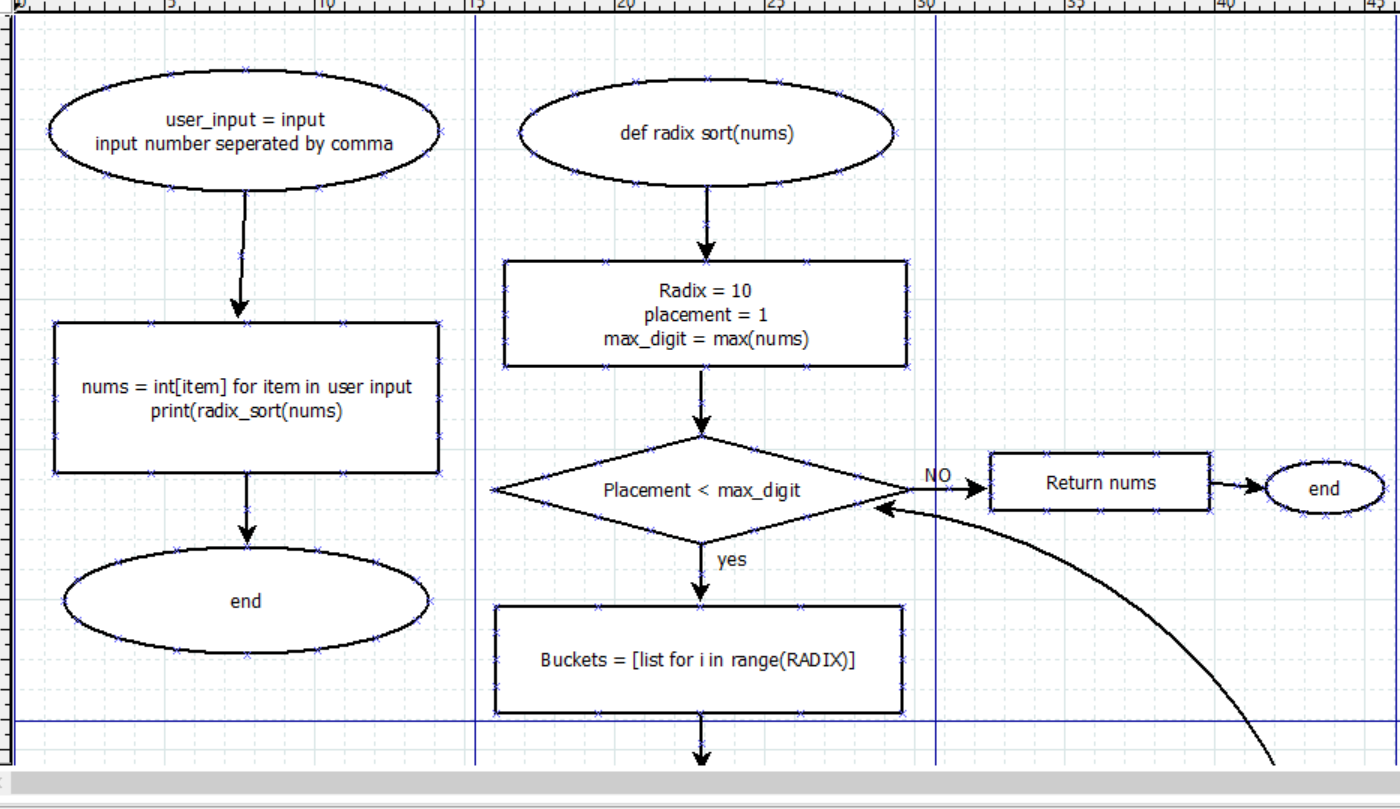 0 5 10 15 20 25 30 35 40 45
user_input = input
input number seperated by comma
nums = int[item] for item in user input
print(radix_sort(nums)
end
def radix sort(nums)
Radix = 10
placement = 1
max_digit = max(nums)
Placement < max_digit
NO
Return nums
end
yes
Buckets = [list for i in range(RADIX)]